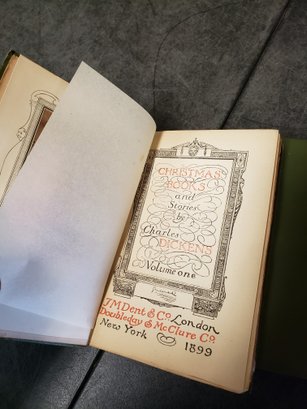 CHRISTMAS
BOOKS
and
Stories
by
Charles
DICKENS
Volume one
J M Dent & Co. London
Doubleday & McClure Co.
New York 1899